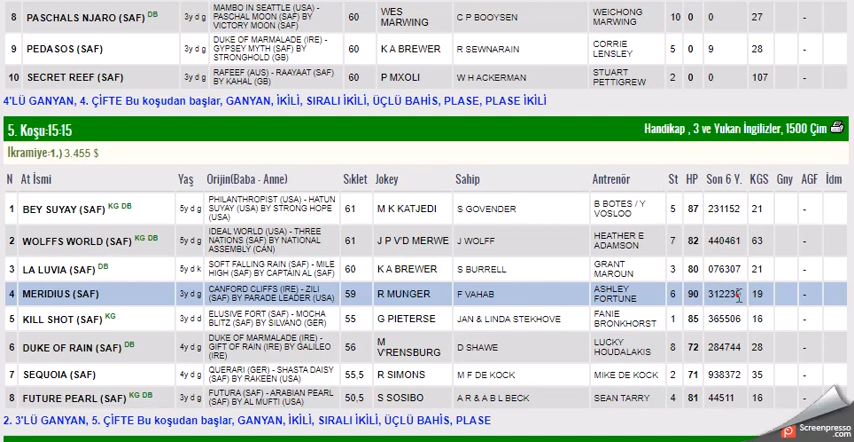 8 PASCHALS NJARO (SAF) DB 3y d g MAMBO IN SEATTLE (USA) - PASCHAL MOON (SAF) BY VICTORY MOON (SAF) 60 WES MARWING C P BOOYSEN WEICHONG MARWING 10 0 0 27
9 PEDASOS (SAF) 3y d g DUKE OF MARMALADE (IRE) - GYPSEY MYTH (SAF) BY STRONGHOLD (GB) 60 K A BREWER R SEWNARAIN CORRIE LENSLEY 5 0 9 28
10 SECRET REEF (SAF) 3y d g RAFEEF (AUS) - RAAYAAT (SAF) BY KAHAL (GB) 60 P MXOLI W H ACKERMAN STUART PETTIGREW 2 0 0 107
4'LÜ GANYAN, 4. ÇİFTE Bu koşudan başlar, GANYAN, İKİLİ, SIRALI İKİLİ, ÜÇLÜ BAHİS, PLASE, PLASE İKİLİ
5. Koşu:15:15 Handikap , 3 ve Yukarı İngilizler, 1500 Çim
İkramiye:1.) 3.455 $
N At İsmi Yaş Orijin(Baba - Anne) Sıklet Jokey Sahip Antrenör St HP Son 6 Y. KGS Gny AGF İdm
1 BEY SUYAY (SAF) KG DB 5y d g PHILANTHROPIST (USA) - HATUN SUYAY (USA) BY STRONG HOPE (USA) 61 M K KATJEDI S GOVENDER B BOTES / Y VOSLOO 5 87 231152 21 -
2 WOLFFS WORLD (SAF) KG DB 5y d g IDEAL WORLD (USA) - THREE NATIONS (SAF) BY NATIONAL ASSEMBLY (CAN) 61 J P V'D MERWE J WOLFF HEATHER E ADAMSON 7 82 440461 63 -
3 LA LUVIA (SAF) DB 5y d k SOFT FALLING RAIN (SAF) - MILE HIGH (SAF) BY CAPTAIN AL (SAF) 60 K A BREWER S BURRELL GRANT MAROUN 3 80 076307 21 -
4 MERIDIUS (SAF) 3y d g CANFORD CLIFFS (IRE) - ZILI (SAF) BY PARADE LEADER (USA) 59 R MUNGER F VAHAB ASHLEY FORTUNE 6 90 19 -
5 KILL SHOT (SAF) KG 3y d d ELUSIVE FORT (SAF) - MOCHA BLITZ (SAF) BY SILVANO (GER) 55 G PIETERSE JAN & LINDA STEKHOVE FANIE BRONKHORST 1 85 365506 16 -
6 DUKE OF RAIN (SAF) DB 4y d g DUKE OF MARMALADE (IRE) - GIFT OF RAIN (IRE) BY GALILEO (IRE) 56 M V'RENSBURG D SHAWE LUCKY HOUDALAKIS 8 72 284744 28 -
7 SEQUOIA (SAF) 4y d g QUERARI (GER) - SHASTA DAISY (SAF) BY RAKEEN (USA) 55,5 R SIMONS M F DE KOCK MIKE DE KOCK 2 71 938372 35 -
8 FUTURE PEARL (SAF) KG DB 3y d g FUTURA (SAF) - ARABIAN PEARL (SAF) BY AL MUFTI (USA) 50,5 S SOSIBO A R & A B L BECK SEAN TARRY 4 81 44511 16 -
2. 3'LÜ GANYAN, 5. ÇİFTE Bu koşudan başlar, GANYAN, İKİLİ, SIRALI İKİLİ, ÜÇLÜ BAHİS, PLASE
Screenpresso
.com